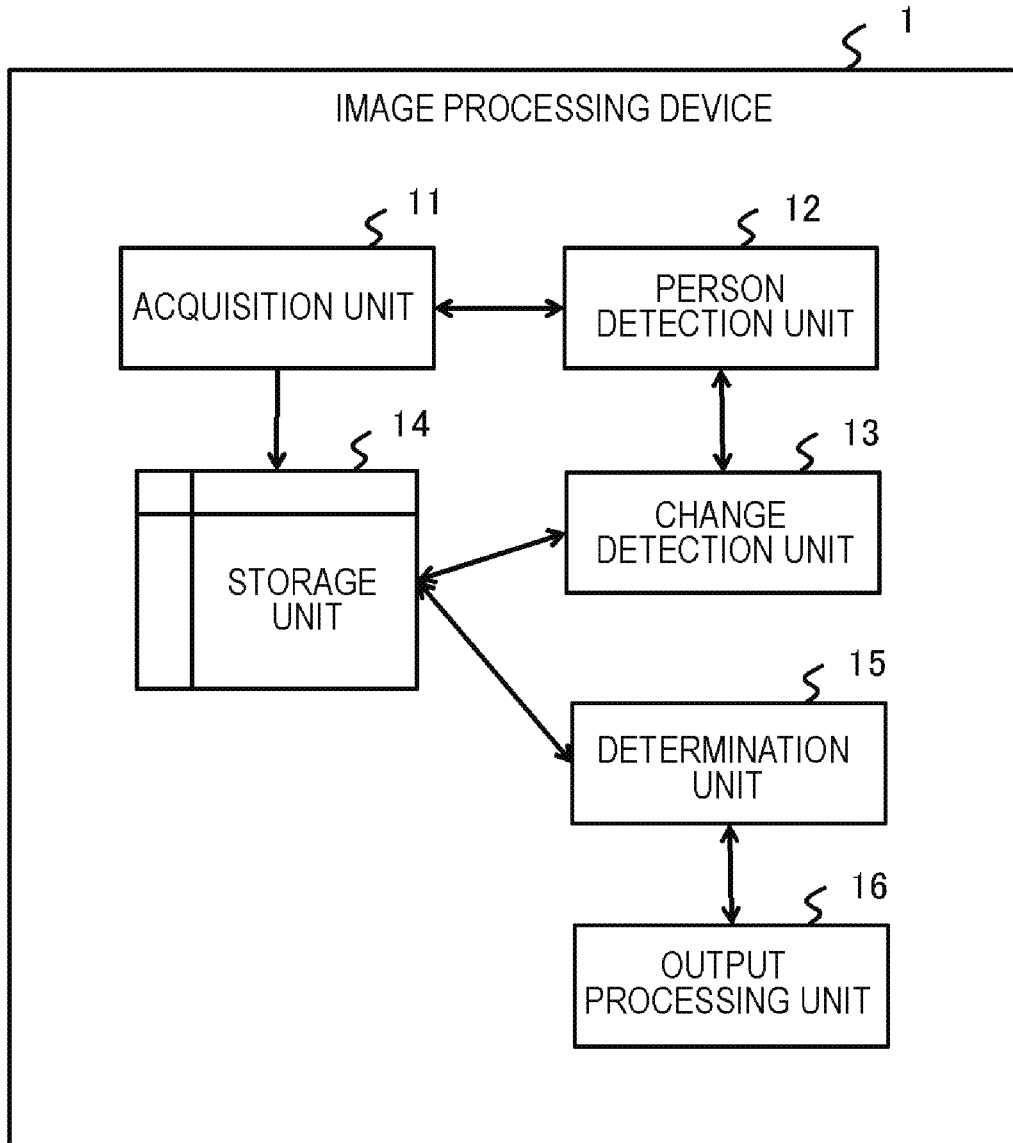 1
IMAGE PROCESSING DEVICE
11
ACQUISITION UNIT
12
PERSON
DETECTION UNIT
14
STORAGE
UNIT
13
CHANGE
DETECTION UNIT
15
DETERMINATION
UNIT
16
OUTPUT
PROCESSING UNIT